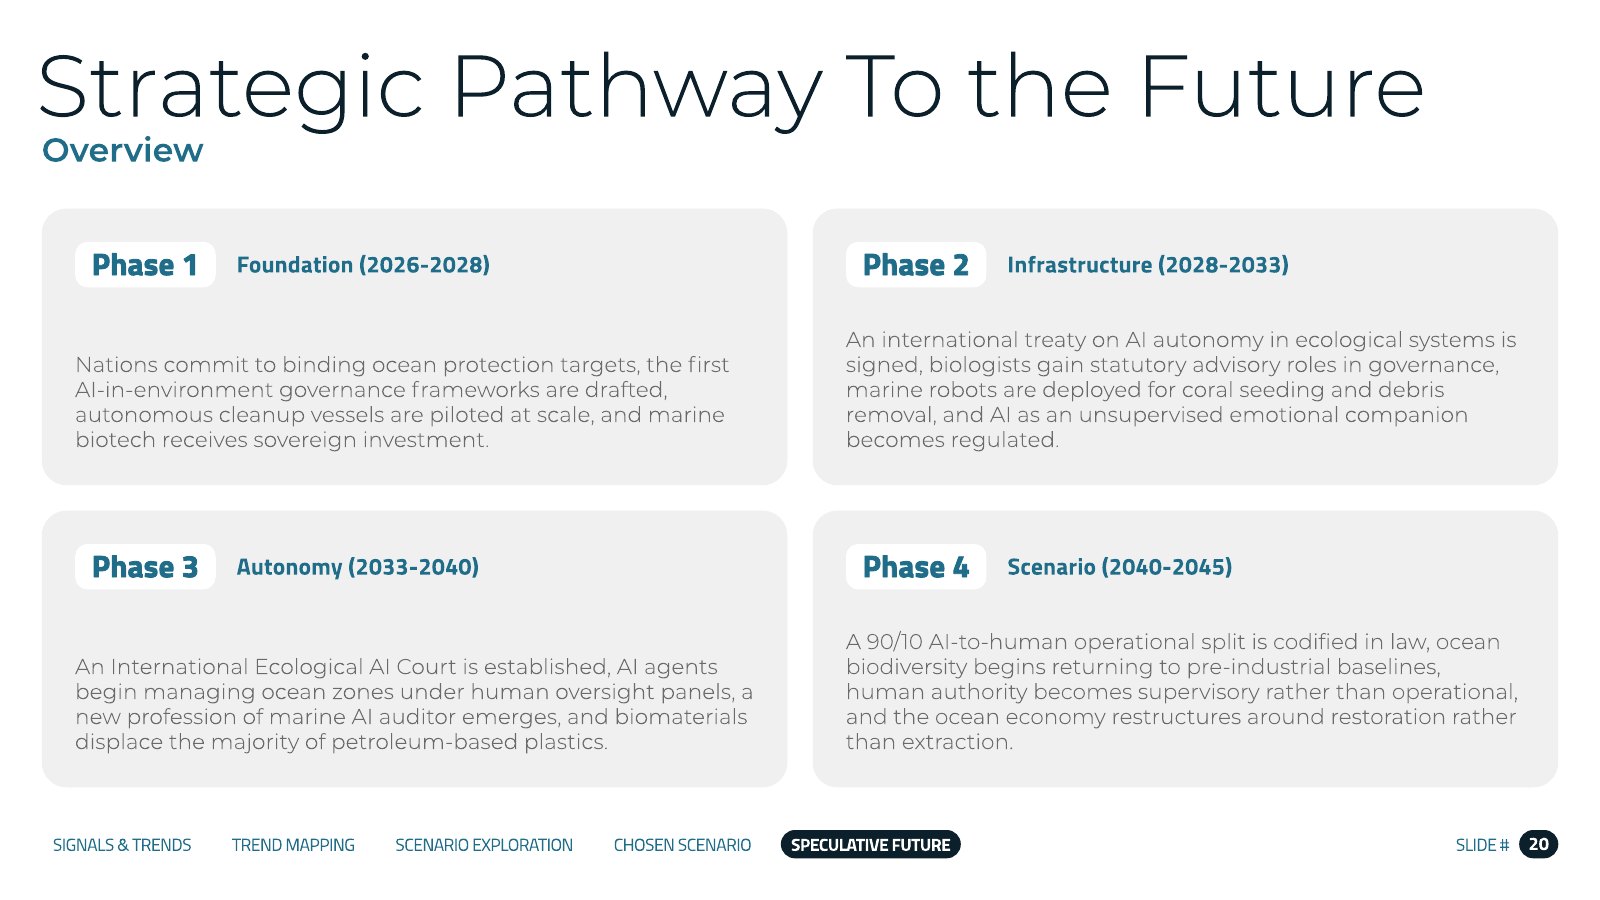 Strategic Pathway To the Future
Overview
Phase 1
Foundation (2026-2028)
Nations commit to binding ocean protection targets, the first
AI-in-environment governance frameworks are drafted,
autonomous cleanup vessels are piloted at scale, and marine
biotech receives sovereign investment.
Phase 2
Infrastructure (2028-2033)
An international treaty on AI autonomy in ecological systems is
signed, biologists gain statutory advisory roles in governance,
marine robots are deployed for coral seeding and debris
removal, and AI as an unsupervised emotional companion
becomes regulated.
Phase 3
Autonomy (2033-2040)
An International Ecological AI Court is established, AI agents
begin managing ocean zones under human oversight panels, a
new profession of marine AI auditor emerges, and biomaterials
displace the majority of petroleum-based plastics.
Phase 4
Scenario (2040-2045)
A 90/10 AI-to-human operational split is codified in law, ocean
biodiversity begins returning to pre-industrial baselines,
human authority becomes supervisory rather than operational,
and the ocean economy restructures around restoration rather
than extraction.
SIGNALS & TRENDS
TREND MAPPING
SCENARIO EXPLORATION
CHOSEN SCENARIO
SPECULATIVE FUTURE
SLIDE #
20